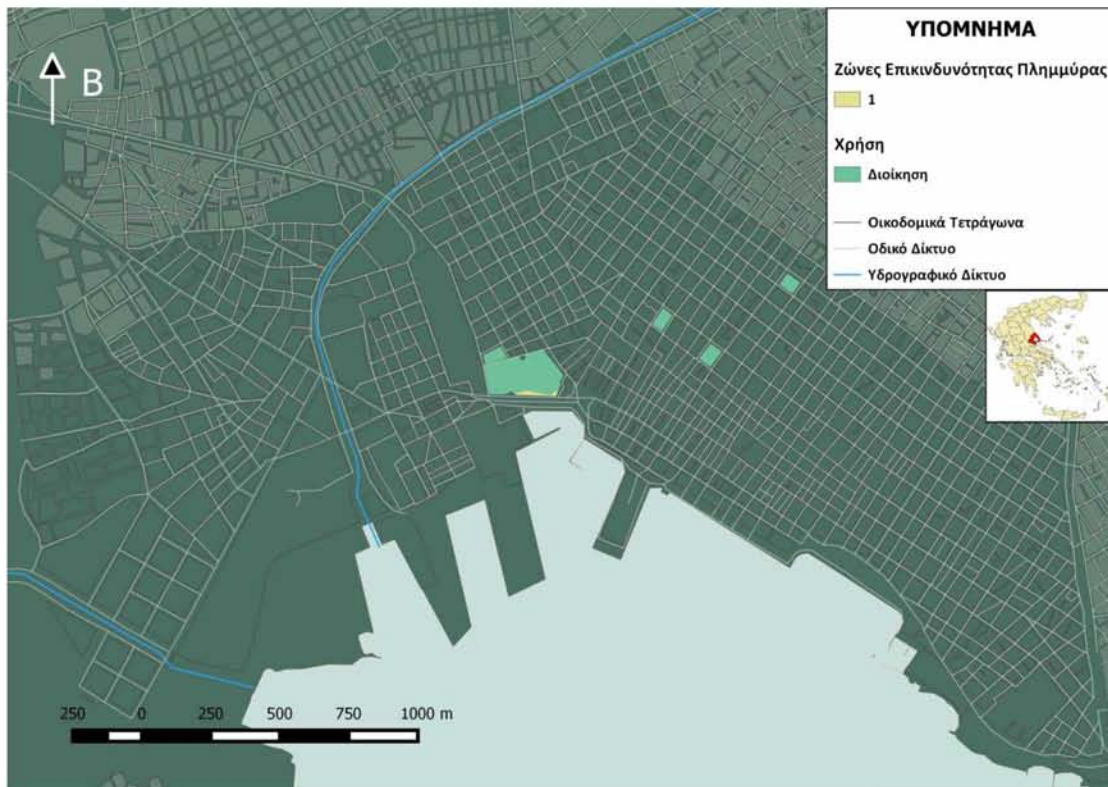 B
ΥΠΟΜΝΗΜΑ
Ζώνες Επικινδυνότητας Πλημμύρας
1
Χρήση
Διοίκηση
Οικοδομικά Τετράγωνα
Οδικό Δίκτυο
Υδρογραφικό Δίκτυο
250 0 250 500 750 1000 m